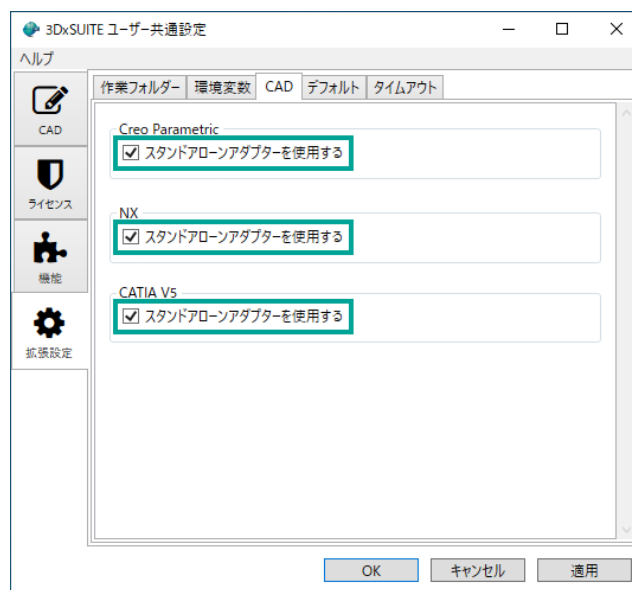 3DxSUITE ユーザー共通設定
ヘルプ
作業フォルダー 環境変数 CAD デフォルト タイムアウト
CAD
ライセンス
機能
拡張設定
Creo Parametric
スタンドアローンアダプターを使用する
NX
スタンドアローンアダプターを使用する
CATIA V5
スタンドアローンアダプターを使用する
OK キャンセル 適用